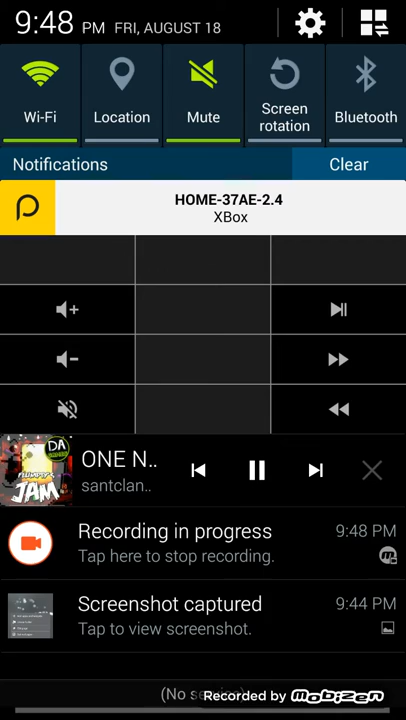 9:48 PM FRI, AUGUST 18
Wi-Fi
Location
Mute
Screen
rotation
Bluetooth
Notifications
Clear
HOME-37AE-2.4
XBox
DA
JAM
ONE N..
santclan..
Recording in progress
9:48 PM
Tap here to stop recording.
Screenshot captured
9:44 PM
Tap to view screenshot.
Recorded by MOBIZEN